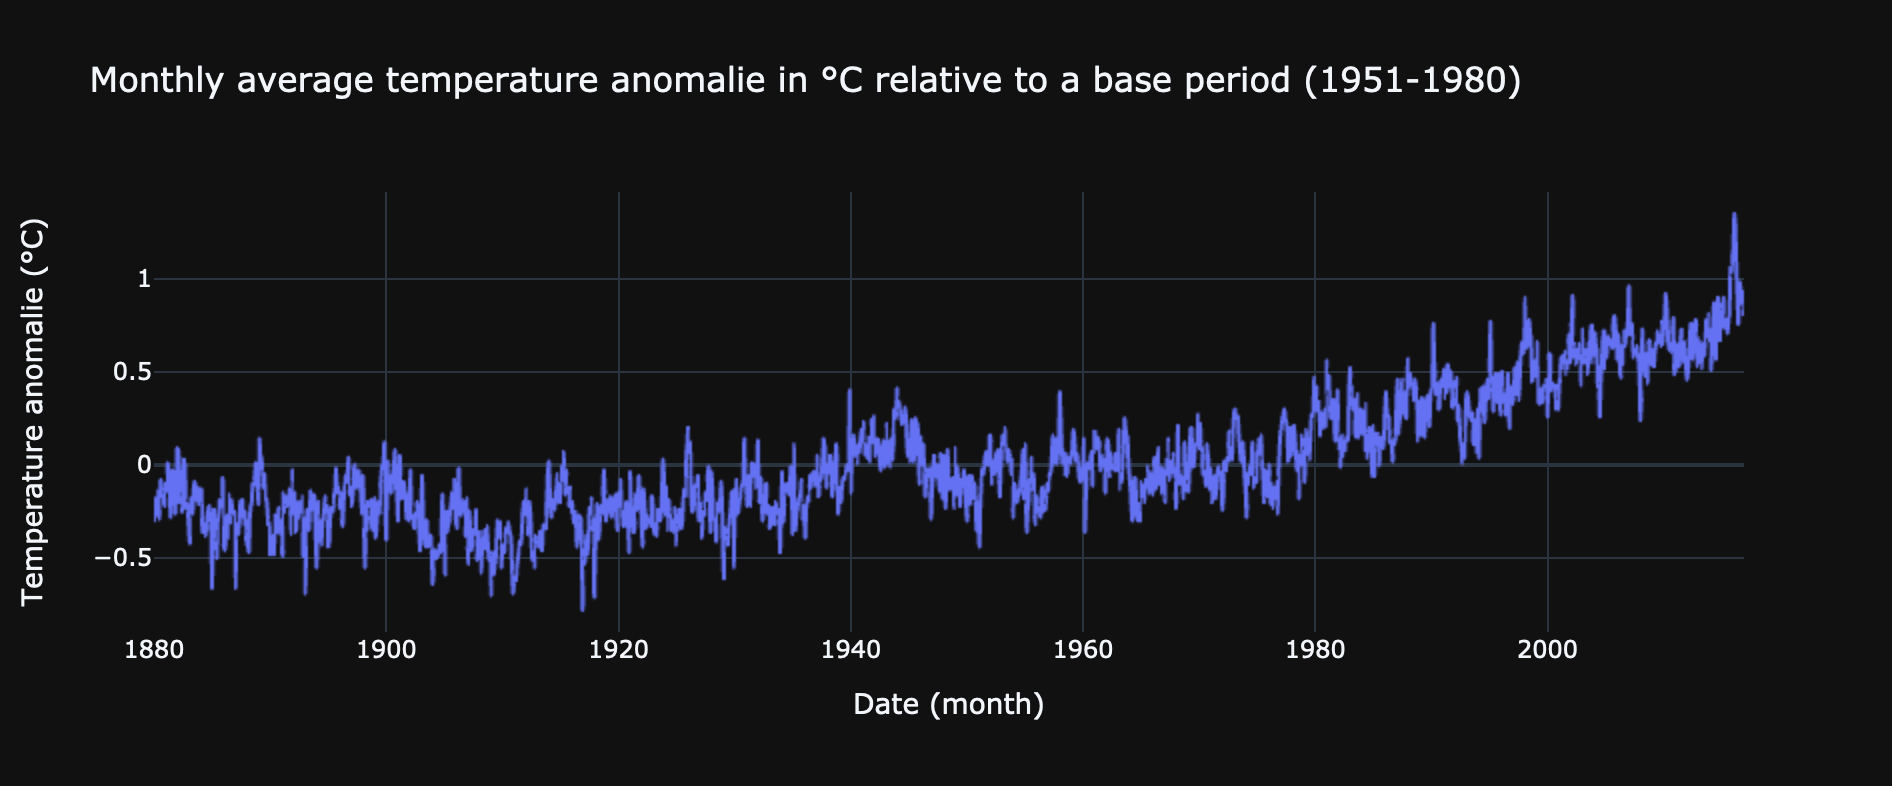 Monthly average temperature anomalie in °C relative to a base period (1951-1980)
Temperature anomalie (°C)
1
0.5
0
−0.5
1880 1900 1920 1940 1960 1980 2000
Date (month)